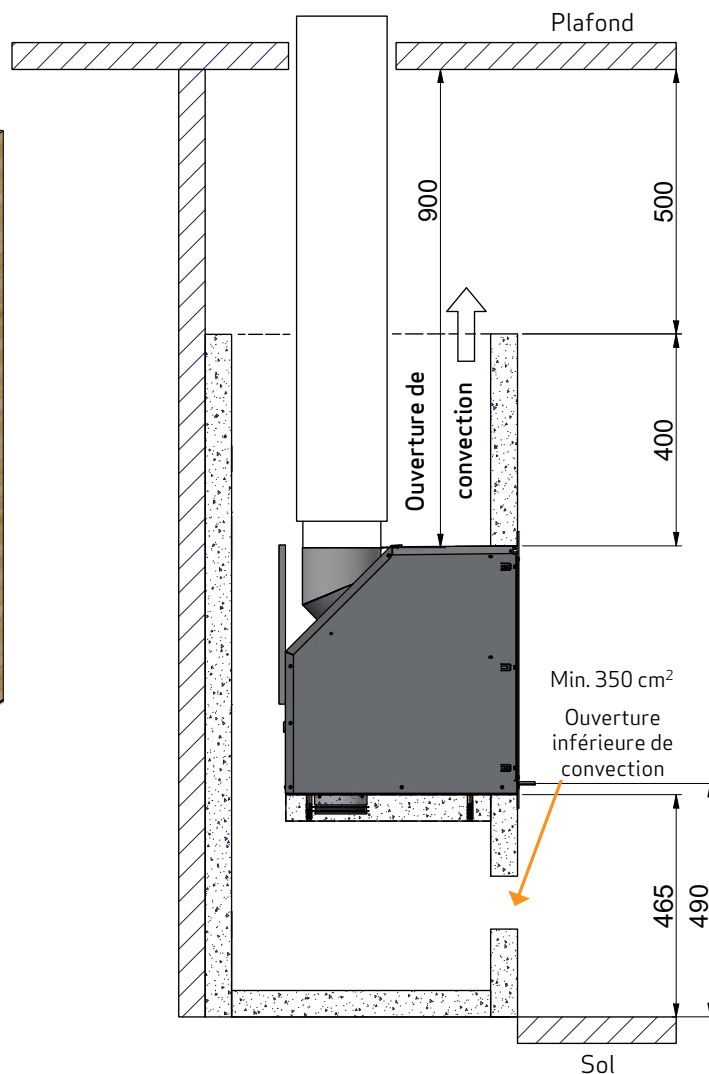 Plafond
900
500
Ouverture de
convection
400
Min. 350 cm²
Ouverture
inférieure de
convection
465
490
Sol